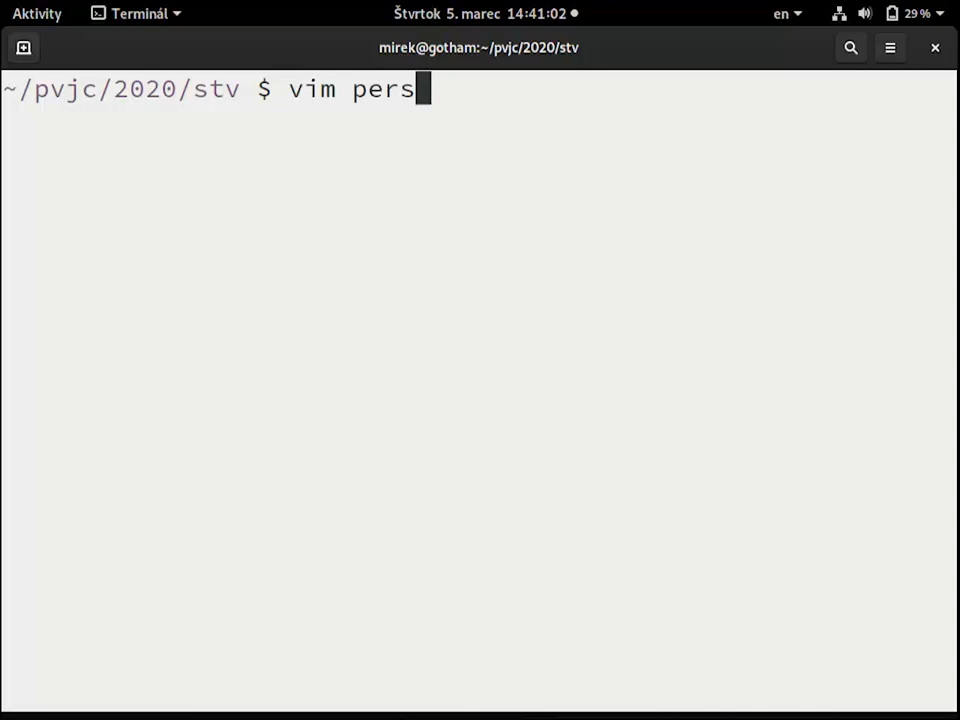 Aktivity Terminál Štvrtok 5. marec 14:41:02 en 29 %
mirek@gotham:~/pvjc/2020/stv
~/pvjc/2020/stv $ vim pers